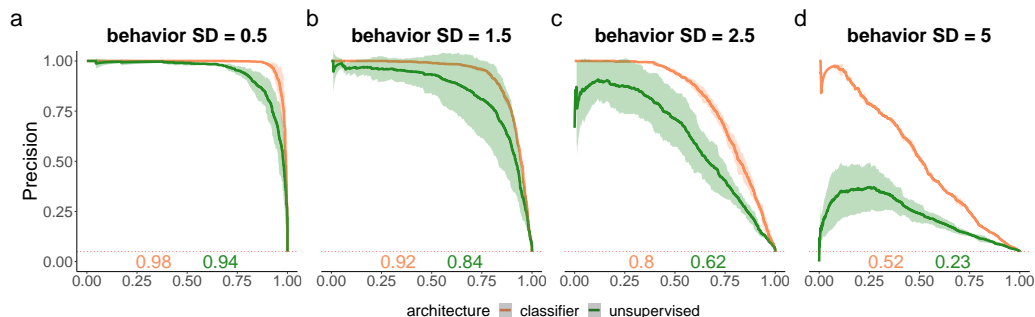 a b c d
behavior SD = 0.5 behavior SD = 1.5 behavior SD = 2.5 behavior SD = 5
Precision
1.00
0.75
0.50
0.25
0.00
0.98 0.94 0.92 0.84 0.8 0.62 0.52 0.23
0.00 0.25 0.50 0.75 1.00 0.00 0.25 0.50 0.75 1.00 0.00 0.25 0.50 0.75 1.00 0.00 0.25 0.50 0.75 1.00
architecture classifier unsupervised